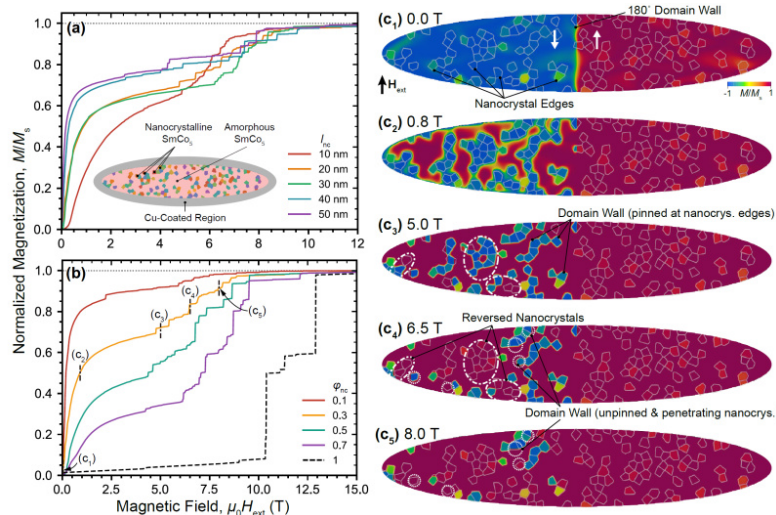 Normalized Magnetization, M/Ms
(a)
1.0
0.8
0.6
0.4
0.2
0.0
Nanocrystalline
SmCo5
Amorphous
SmCo5
Cu-Coated Region
lnc
10 nm
20 nm
30 nm
40 nm
50 nm
0 2 4 6 8 10 12
(b)
1.0
0.8
0.6
0.4
0.2
0.0
(c1)
(c2)
(c3)
(c4)
(c5)
φnc
0.1
0.3
0.5
0.7
1
0.0 2.5 5.0 7.5 10.0 12.5 15.0
Magnetic Field, μ0Hext (T)
(c1) 0.0 T
180° Domain Wall
Hext
Nanocrystal Edges
-1 M/Ms 1
(c2) 0.8 T
(c3) 5.0 T
Domain Wall (pinned at nanocrys. edges)
(c4) 6.5 T
Reversed Nanocrystals
Domain Wall (unpinned & penetrating nanocrys.
(c5) 8.0 T